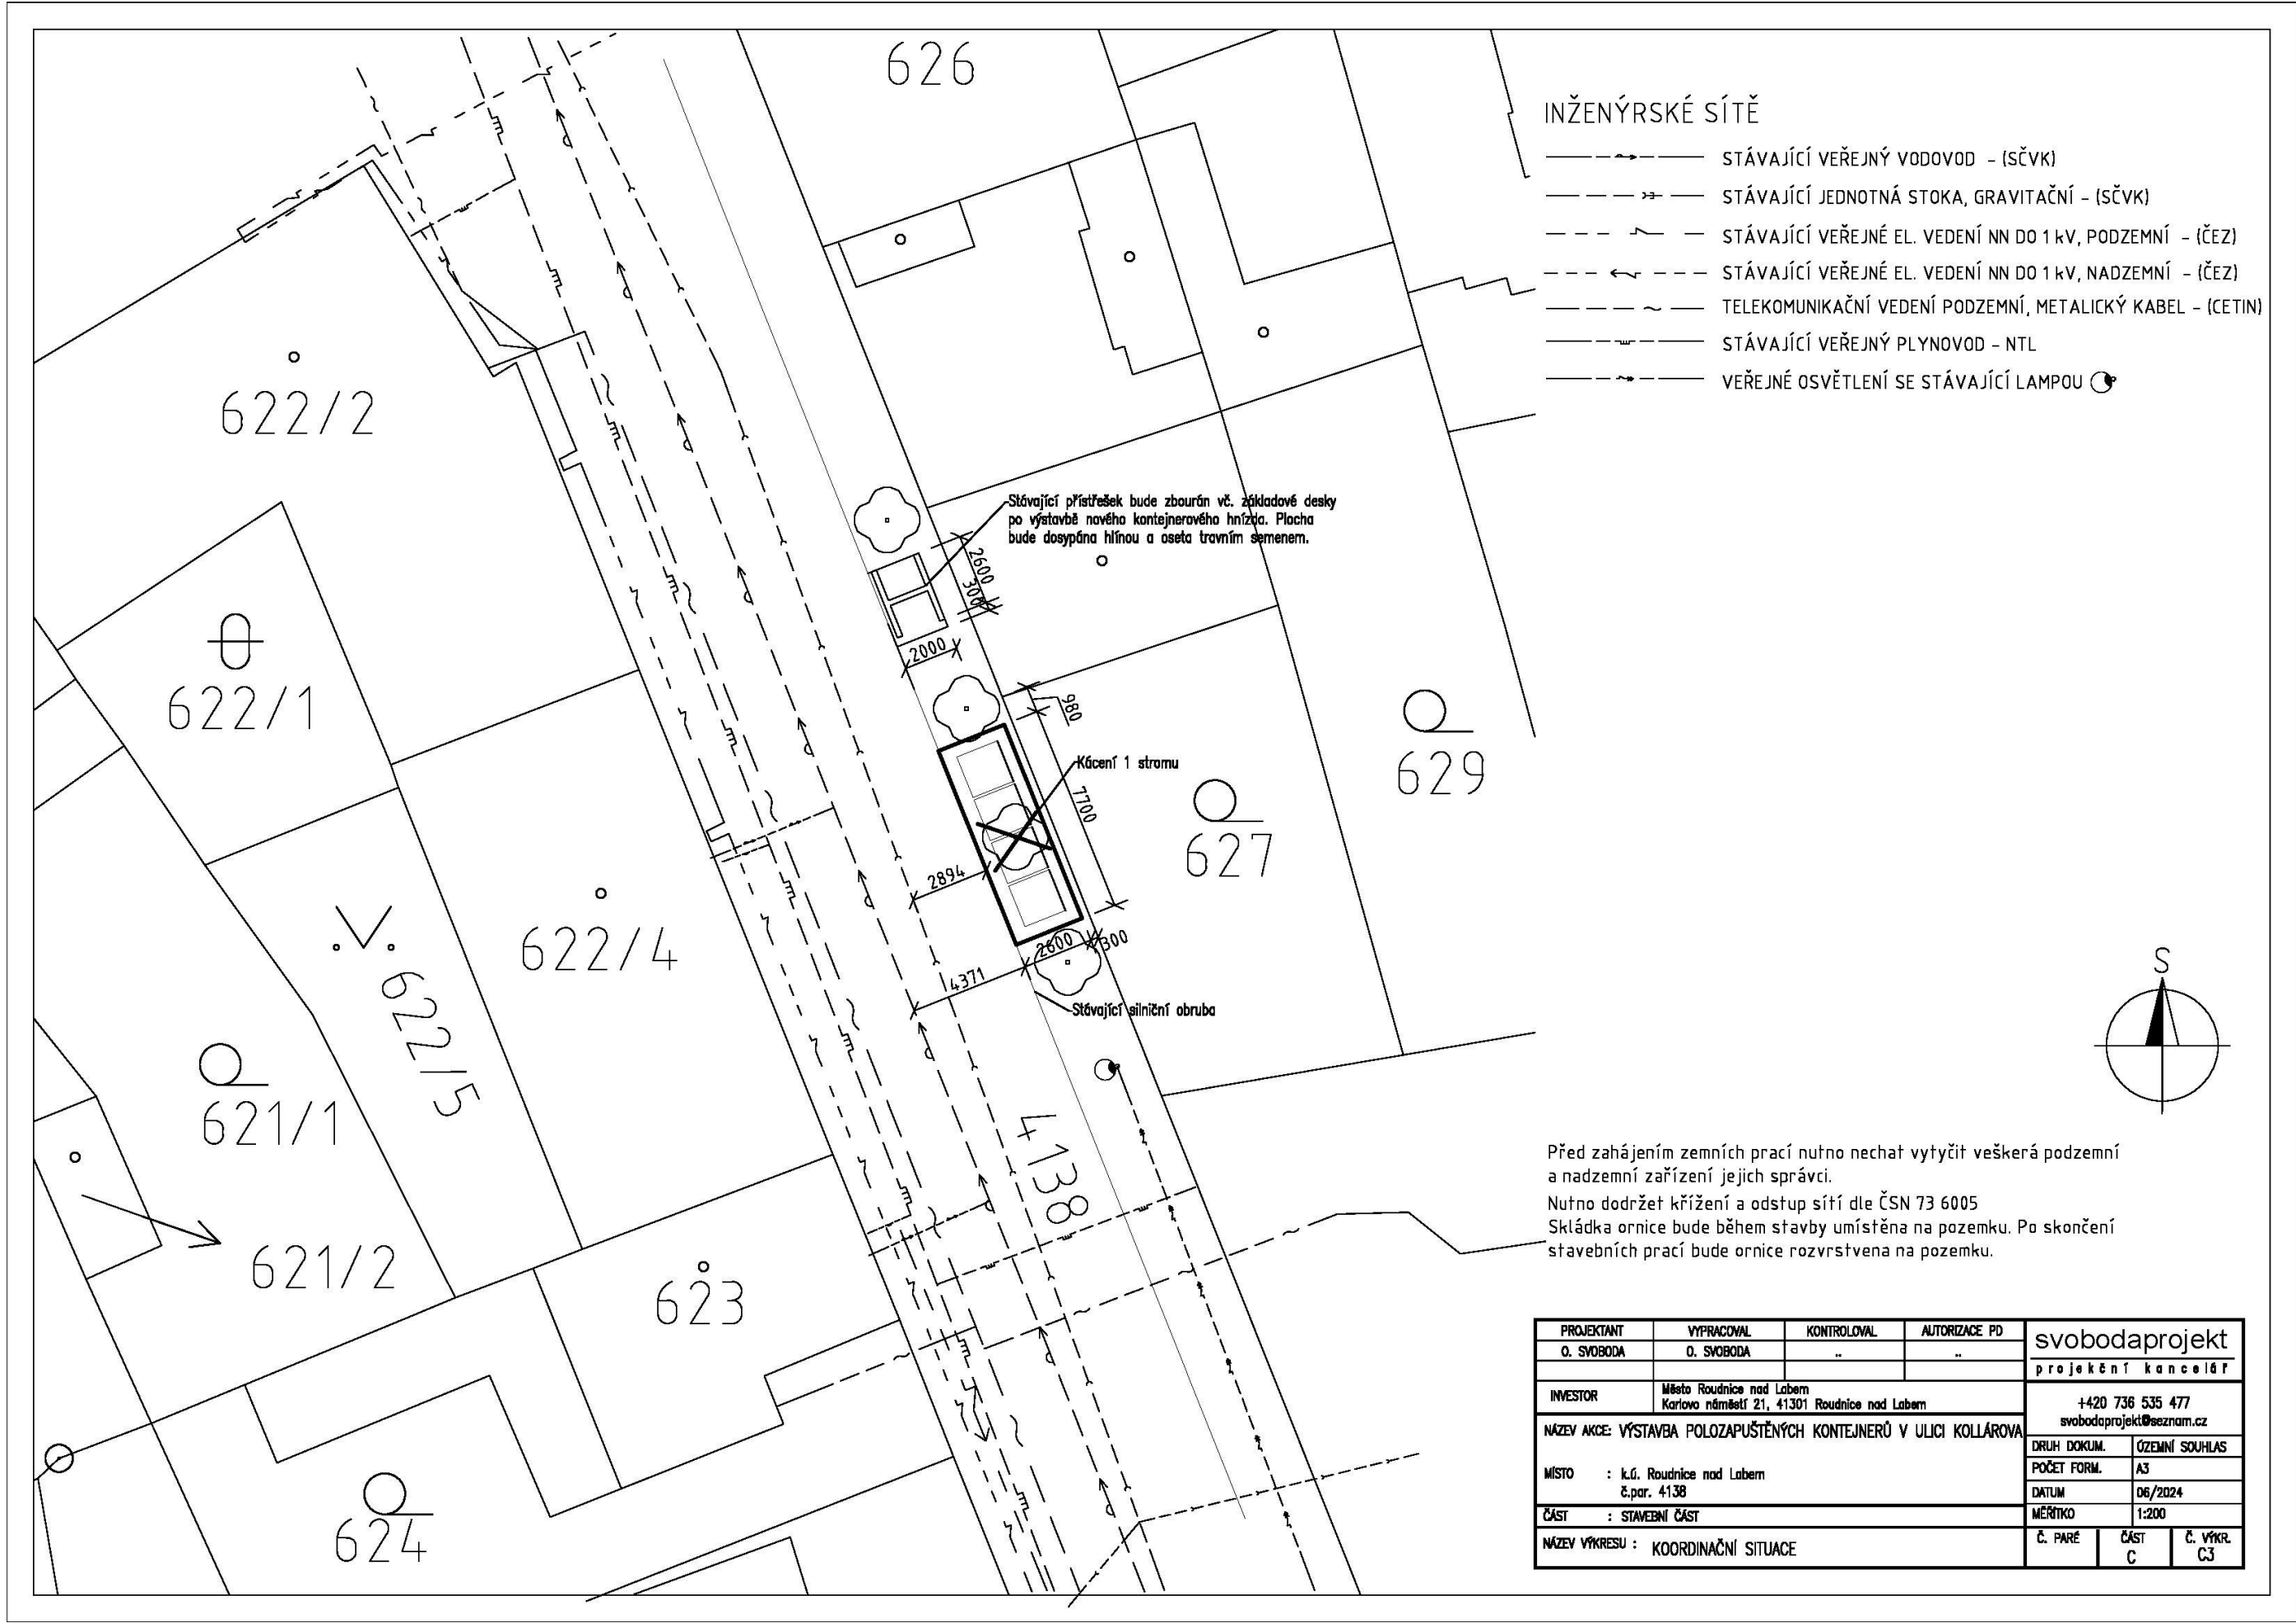 626
INŽENÝRSKÉ SÍTĚ
STÁVAJÍCÍ VEŘEJNÝ VODOVOD - (SČVK)
STÁVAJÍCÍ JEDNOTNÁ STOKA, GRAVITAČNÍ - (SČVK)
STÁVAJÍCÍ VEŘEJNÉ EL. VEDENÍ NN DO 1 kV, PODZEMNÍ - (ČEZ)
STÁVAJÍCÍ VEŘEJNÉ EL. VEDENÍ NN DO 1 kV, NADZEMNÍ - (ČEZ)
TELEKOMUNIKAČNÍ VEDENÍ PODZEMNÍ, METALICKÝ KABEL - (CETIN)
STÁVAJÍCÍ VEŘEJNÝ PLYNOVOD - NTL
VEŘEJNÉ OSVĚTLENÍ SE STÁVAJÍCÍ LAMPOU
622/2
Stávající přístřešek bude zbourán vč. základové desky
po výstavbě nového kontejnerového hnízda. Plocha
bude dosypána hlínou a oseta travním semenem.
2600
300
2000
622/1
980
629
Kácení 1 stromu
7700
627
2894
622/4
2600
300
4371
Stávající silniční obruba
622/5
621/1
4138
S
621/2
623
624
Před zahájením zemních prací nutno nechat vytyčit veškerá podzemní
a nadzemní zařízení jejich správci.
Nutno dodržet křížení a odstup sítí dle ČSN 73 6005
Skládka ornice bude během stavby umístěna na pozemku. Po skončení
stavebních prací bude ornice rozvrstvena na pozemku.
PROJEKTANT VYPRACOVAL KONTROLOVAL AUTORIZACE PD
O. SVOBODA O. SVOBODA .. ..
svobodaprojekt
projekční kancelář
INVESTOR
Město Roudnice nad Labem
Karlovo náměstí 21, 41301 Roudnice nad Labem
+420 736 535 477
svobodaprojekt@seznam.cz
NÁZEV AKCE: VÝSTAVBA POLOZAPUŠTĚNÝCH KONTEJNERŮ V ULICI KOLLÁROVA
DRUH DOKUM. ÚZEMNÍ SOUHLAS
POČET FORM. A3
MÍSTO : k.ú. Roudnice nad Labem
č.par. 4138
DATUM 06/2024
ČÁST : STAVEBNÍ ČÁST
MĚŘÍTKO 1:200
NÁZEV VÝKRESU : KOORDINAČNÍ SITUACE
Č. PARÉ ČÁST Č. VÝKR.
C C3